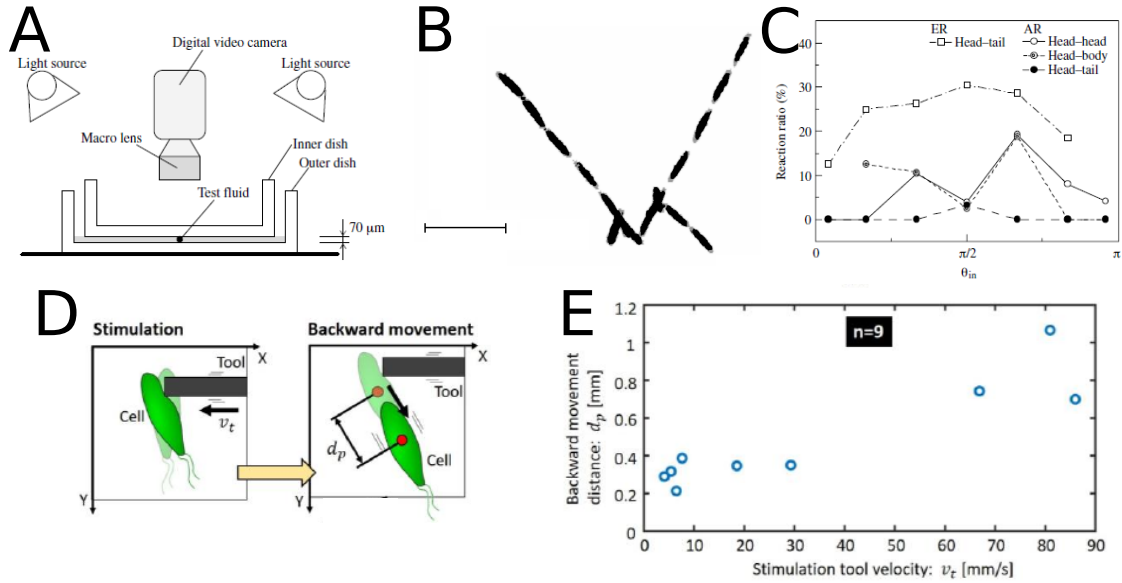 A
Digital video camera
Light source
Light source
Macro lens
Inner dish
Outer dish
Test fluid
70 μm
B
C
ER
AR
Head–tail
Head–head
Head–body
Head–tail
Reaction ratio (%)
40
30
20
10
0
0
π/2
π
θin
D
Stimulation
Backward movement
X
Tool
Cell
vt
Y
X
Tool
dp
Cell
Y
E
n=9
Backward movement
distance: dp [mm]
1.2
1
0.8
0.6
0.4
0.2
0
0 10 20 30 40 50 60 70 80 90
Stimulation tool velocity: vt [mm/s]